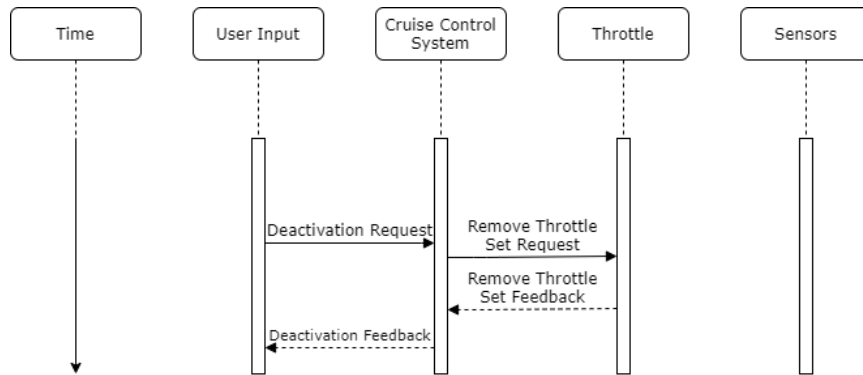 Time
User Input
Cruise Control
System
Throttle
Sensors
Deactivation Request
Remove Throttle
Set Request
Remove Throttle
Set Feedback
Deactivation Feedback